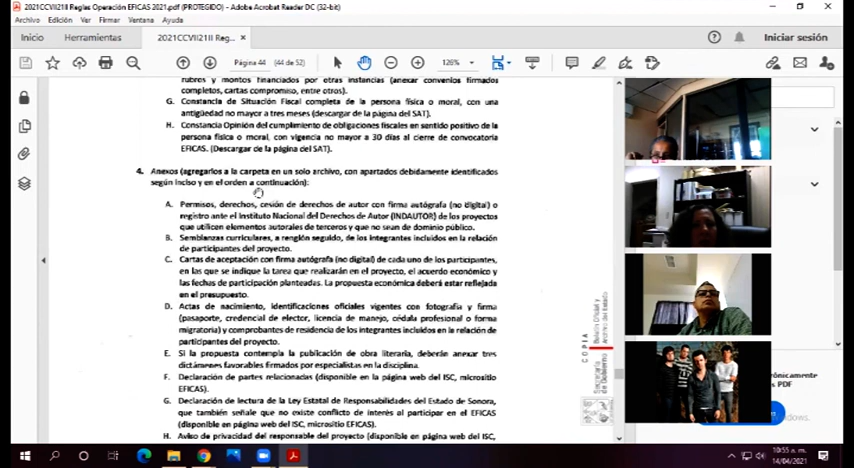 2021CCVII21II Reglas Operación EFICAS 2021.pdf (PROTEGIDO) - Adobe Acrobat Reader DC (32-bit)
Archivo Edición Ver Firmar Ventana Ayuda
Inicio Herramientas 2021CCVII21II Reg... × Iniciar sesión
Página 44 (44 de 52) 126%
rubres y montos financiados por otras instancias (anexar convenios firmados
completos, cartas compromiso, entre otros).
G. Constancia de Situación Fiscal completa de la persona física o moral, con una
antigüedad no mayor a tres meses (descargar de la página del SAT).
H. Constancia Opinión del cumplimiento de obligaciones fiscales en sentido positivo de la
persona física o moral, con vigencia no mayor a 30 días al cierre de convocatoria
EFICAS. (Descargar de la página del SAT).
4. Anexos (agregarlos a la carpeta en un solo archivo, con apartados debidamente identificados
según inciso y en el orden a continuación):
A. Permisos, derechos, cesión de derechos de autor con firma autógrafa (no digital) o
registro ante el Instituto Nacional del Derechos de Autor (INDAUTOR) de los proyectos
que utilicen elementos autorales de terceros y que no sean de dominio público.
B. Semblanzas curriculares, a renglón seguido, de los integrantes incluidos en la relación
de participantes del proyecto.
C. Cartas de aceptación con firma autógrafa (no digital) de cada uno de los participantes,
en las que se indique la tarea que realizarán en el proyecto, el acuerdo económico y
las fechas de participación planteadas. La propuesta económica deberá estar reflejada
en el presupuesto.
D. Actas de nacimiento, identificaciones oficiales vigentes con fotografía y firma
(pasaporte, credencial de elector, licencia de manejo, cédula profesional o forma
migratoria) y comprobantes de residencia de los integrantes incluidos en la relación de
participantes del proyecto.
E. Si la propuesta contempla la publicación de obra literaria, deberán anexar tres
dictámenes favorables firmados por especialistas en la disciplina.
F. Declaración de partes relacionadas (disponible en la página web del ISC, micrositio
EFICAS).
G. Declaración de lectura de la Ley Estatal de Responsabilidades del Estado de Sonora,
que también señale que no existe conflicto de interés al participar en el EFICAS
(disponible en página web del ISC, micrositio EFICAS).
H. Aviso de privacidad del responsable del proyecto (disponible en página web del ISC,
COPIA
Secretaría de Gobierno
Boletín Oficial y
Archivo del Estado
ectrónicamente
s PDF
10:55 p. m.
14/04/2021